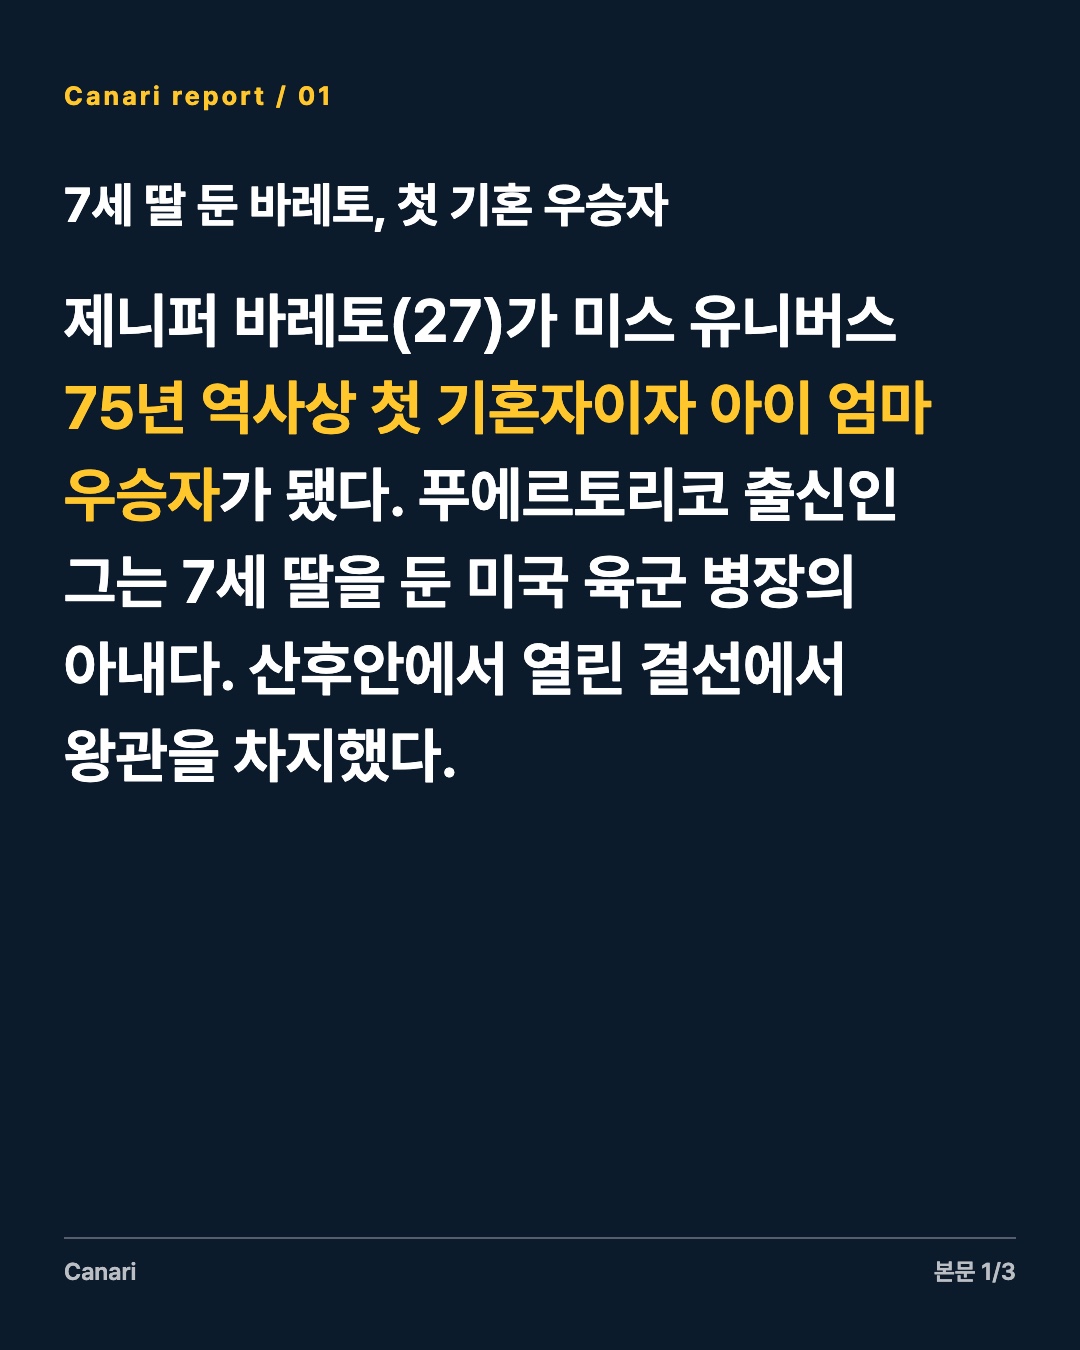 Canari report / 01
7세 딸 둔 바레토, 첫 기혼 우승자
제니퍼 바레토(27)가 미스 유니버스
75년 역사상 첫 기혼자이자 아이 엄마
우승자가 됐다. 푸에르토리코 출신인
그는 7세 딸을 둔 미국 육군 병장의
아내다. 산후안에서 열린 결선에서
왕관을 차지했다.
Canari
본문 1/3